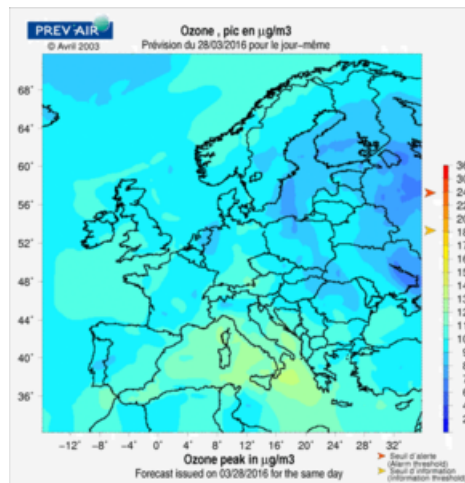 PREV'AIR
© Avril 2003
Ozone , pic en µg/m3
Prévision du 28/03/2016 pour le jour-même
68°
64°
60°
56°
52°
48°
44°
40°
36°
-12° -8° -4° 0° 4° 8° 12° 16° 20° 24° 28° 32°
Ozone peak in µg/m3
Forecast issued on 03/28/2016 for the same day
Seuil d'alerte
(Alarm threshold)
Seuil d'information
(Information threshold)